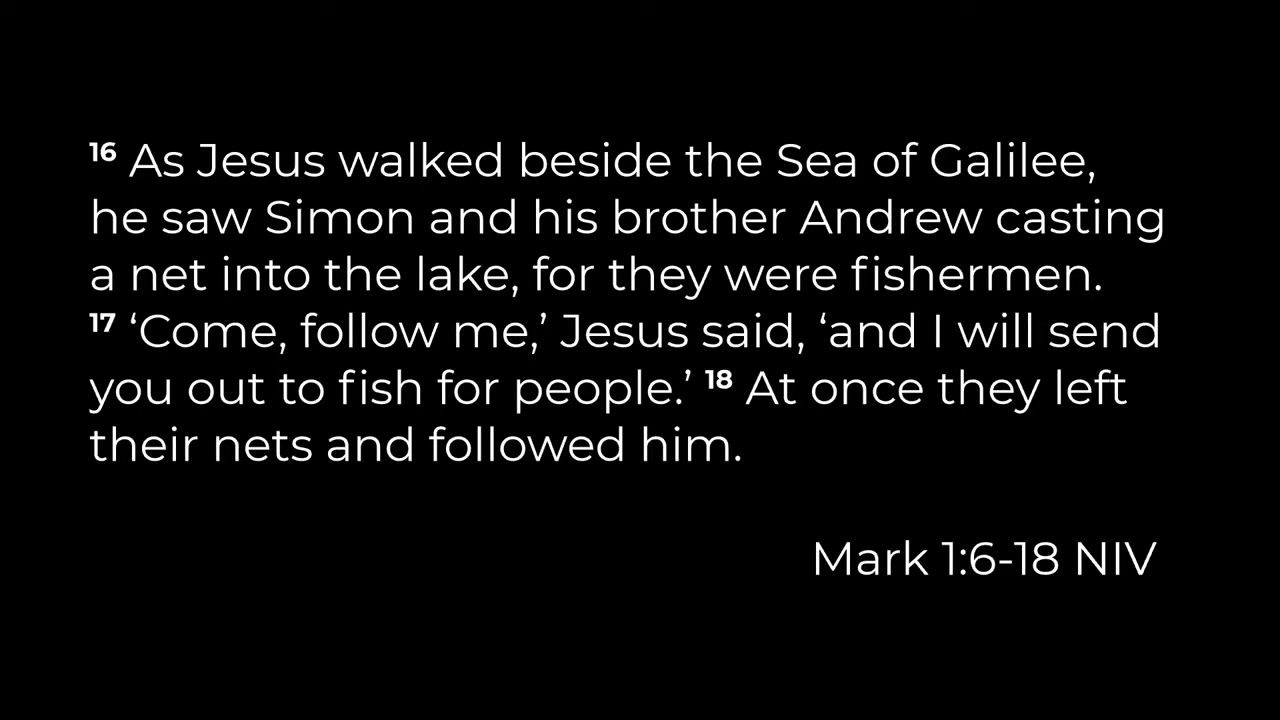 16 As Jesus walked beside the Sea of Galilee,
he saw Simon and his brother Andrew casting
a net into the lake, for they were fishermen.
17 ‘Come, follow me,’ Jesus said, ‘and I will send
you out to fish for people.’ 18 At once they left
their nets and followed him.
Mark 1:6-18 NIV